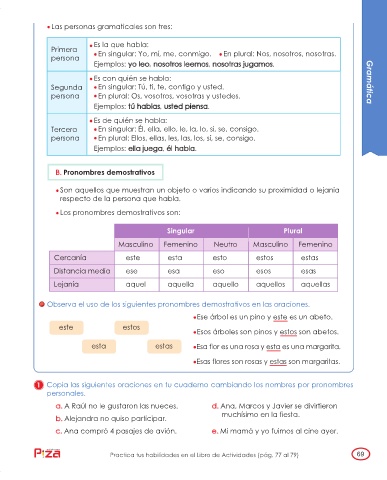 • Las personas gramaticales son tres:
Gramática
Primera persona
• Es la que habla:
• En singular: Yo, mi, me, conmigo. • En plural: Nos, nosotros, nosotras.
Ejemplos: yo leo, nosotros leemos, nosotras jugamos.
Segunda persona
• Es con quién se habla:
• En singular: Tú, ti, te, contigo y usted.
• En plural: Os, vosotros, vosotras y ustedes.
Ejemplos: tú hablas, usted piensa.
Tercera persona
• Es de quién se habla:
• En singular: Él, ella, ello, le, la, lo, sí, se, consigo.
• En plural: Ellos, ellas, les, las, los, sí, se, consigo.
Ejemplos: ella juega, él habla.
B. Pronombres demostrativos
• Son aquellos que muestran un objeto o varios indicando su proximidad o lejanía
respecto de la persona que habla.
• Los pronombres demostrativos son:
Singular Plural
Masculino Femenino Neutro Masculino Femenino
Cercanía este esta esto estos estas
Distancia media ese esa eso esos esas
Lejanía aquel aquella aquello aquellos aquellas
Observa el uso de los siguientes pronombres demostrativos en las oraciones.
este estos
esta estas
• Ese árbol es un pino y este es un abeto.
• Esos árboles son pinos y estos son abetos.
• Esa flor es una rosa y esta es una margarita.
• Esas flores son rosas y estas son margaritas.
1 Copia las siguientes oraciones en tu cuaderno cambiando los nombres por pronombres
personales.
a. A Raúl no le gustaron las nueces.
b. Alejandra no quiso participar.
c. Ana compró 4 pasajes de avión.
d. Ana, Marcos y Javier se divirtieron
muchísimo en la fiesta.
e. Mi mamá y yo fuimos al cine ayer.
Practica tus habilidades en el Libro de Actividades (pág. 77 al 79)
69